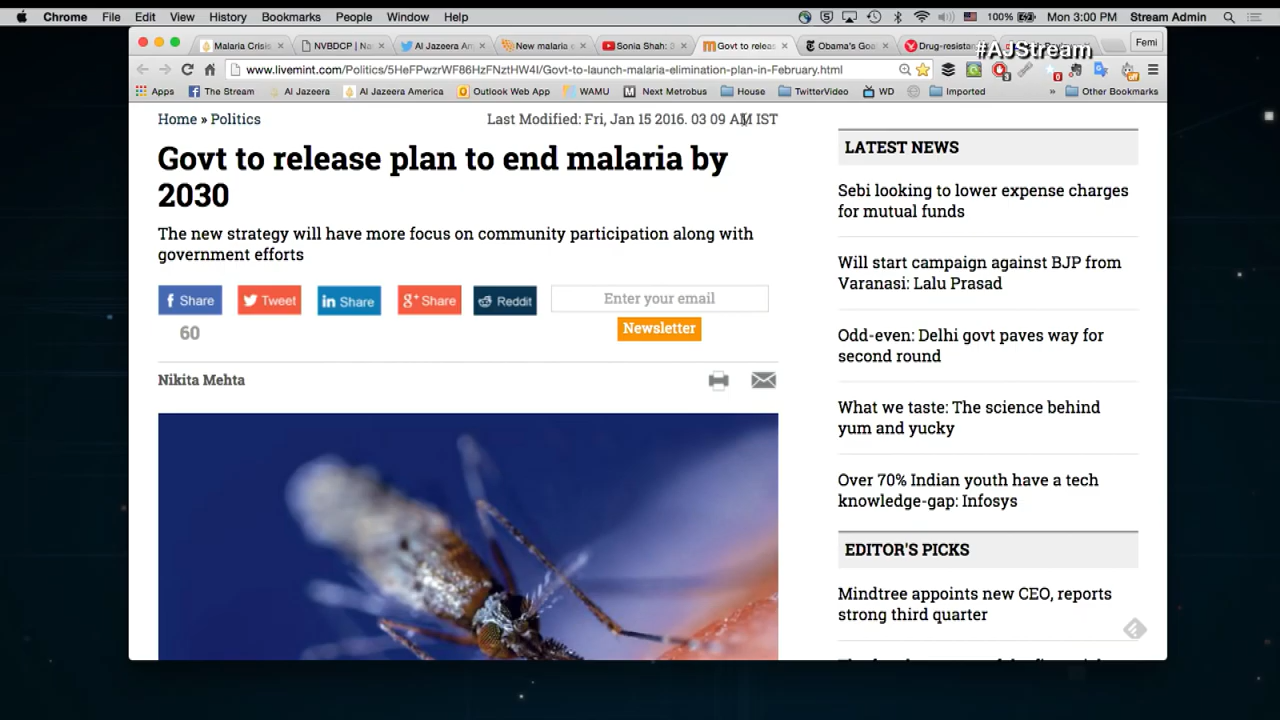 Chrome File Edit View History Bookmarks People Window Help 100% Mon 3:00 PM Stream Admin
Malaria Crisis NVBDCP | Na Al Jazeera Am New malaria e Sonia Shah: 3 Govt to releas Obama's Goa Drug-resistan Femi
#AJStream
www.livemint.com/Politics/5HeFPwzrWF86HzFNztHW4I/Govt-to-launch-malaria-elimination-plan-in-February.html
Apps The Stream Al Jazeera Al Jazeera America Outlook Web App WAMU Next Metrobus House TwitterVideo WD Imported » Other Bookmarks
Home » Politics
Last Modified: Fri, Jan 15 2016. 03 09 AM IST
Govt to release plan to end malaria by
2030
The new strategy will have more focus on community participation along with
government efforts
Share Tweet Share Share Reddit Enter your email
60
Newsletter
Nikita Mehta
LATEST NEWS
Sebi looking to lower expense charges
for mutual funds
Will start campaign against BJP from
Varanasi: Lalu Prasad
Odd-even: Delhi govt paves way for
second round
What we taste: The science behind
yum and yucky
Over 70% Indian youth have a tech
knowledge-gap: Infosys
EDITOR'S PICKS
Mindtree appoints new CEO, reports
strong third quarter